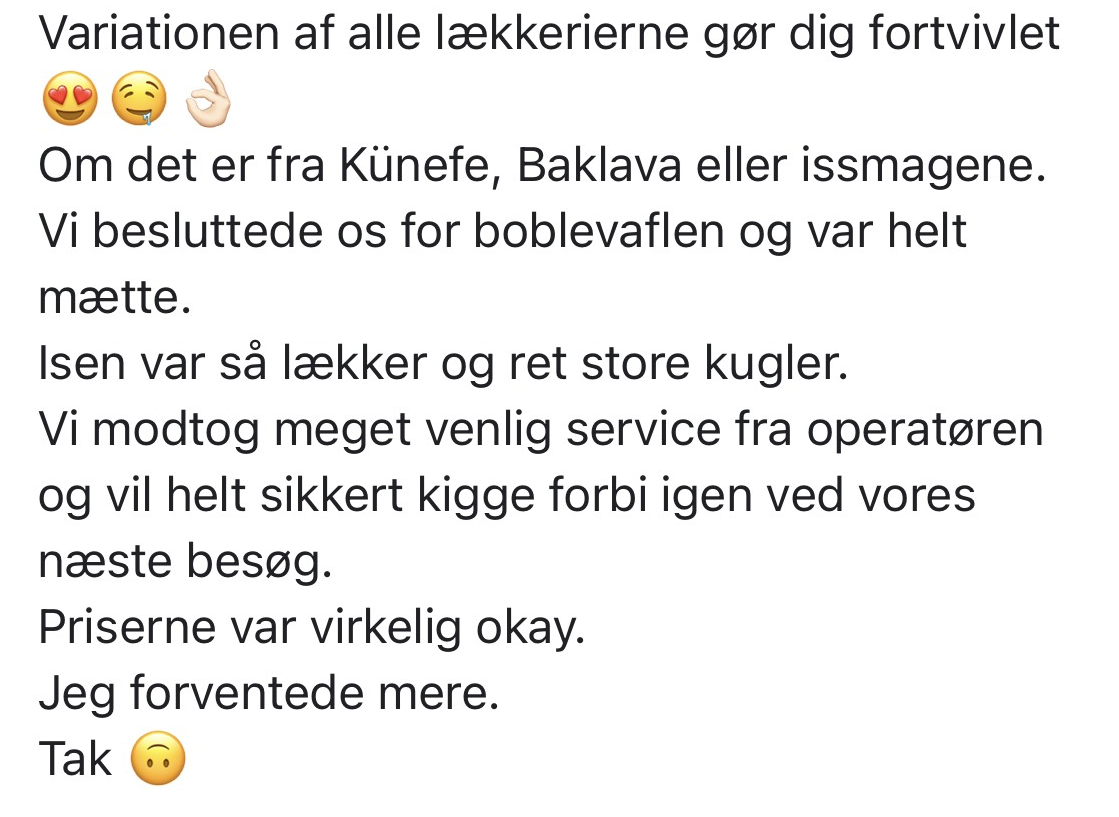 Variationen af alle lækkerierne gør dig fortvivlet
😍 🤤 👌🏻
Om det er fra Künefe, Baklava eller issmagene.
Vi besluttede os for boblevaflen og var helt
mætte.
Isen var så lækker og ret store kugler.
Vi modtog meget venlig service fra operatøren
og vil helt sikkert kigge forbi igen ved vores
næste besøg.
Priserne var virkelig okay.
Jeg forventede mere.
Tak 🙃